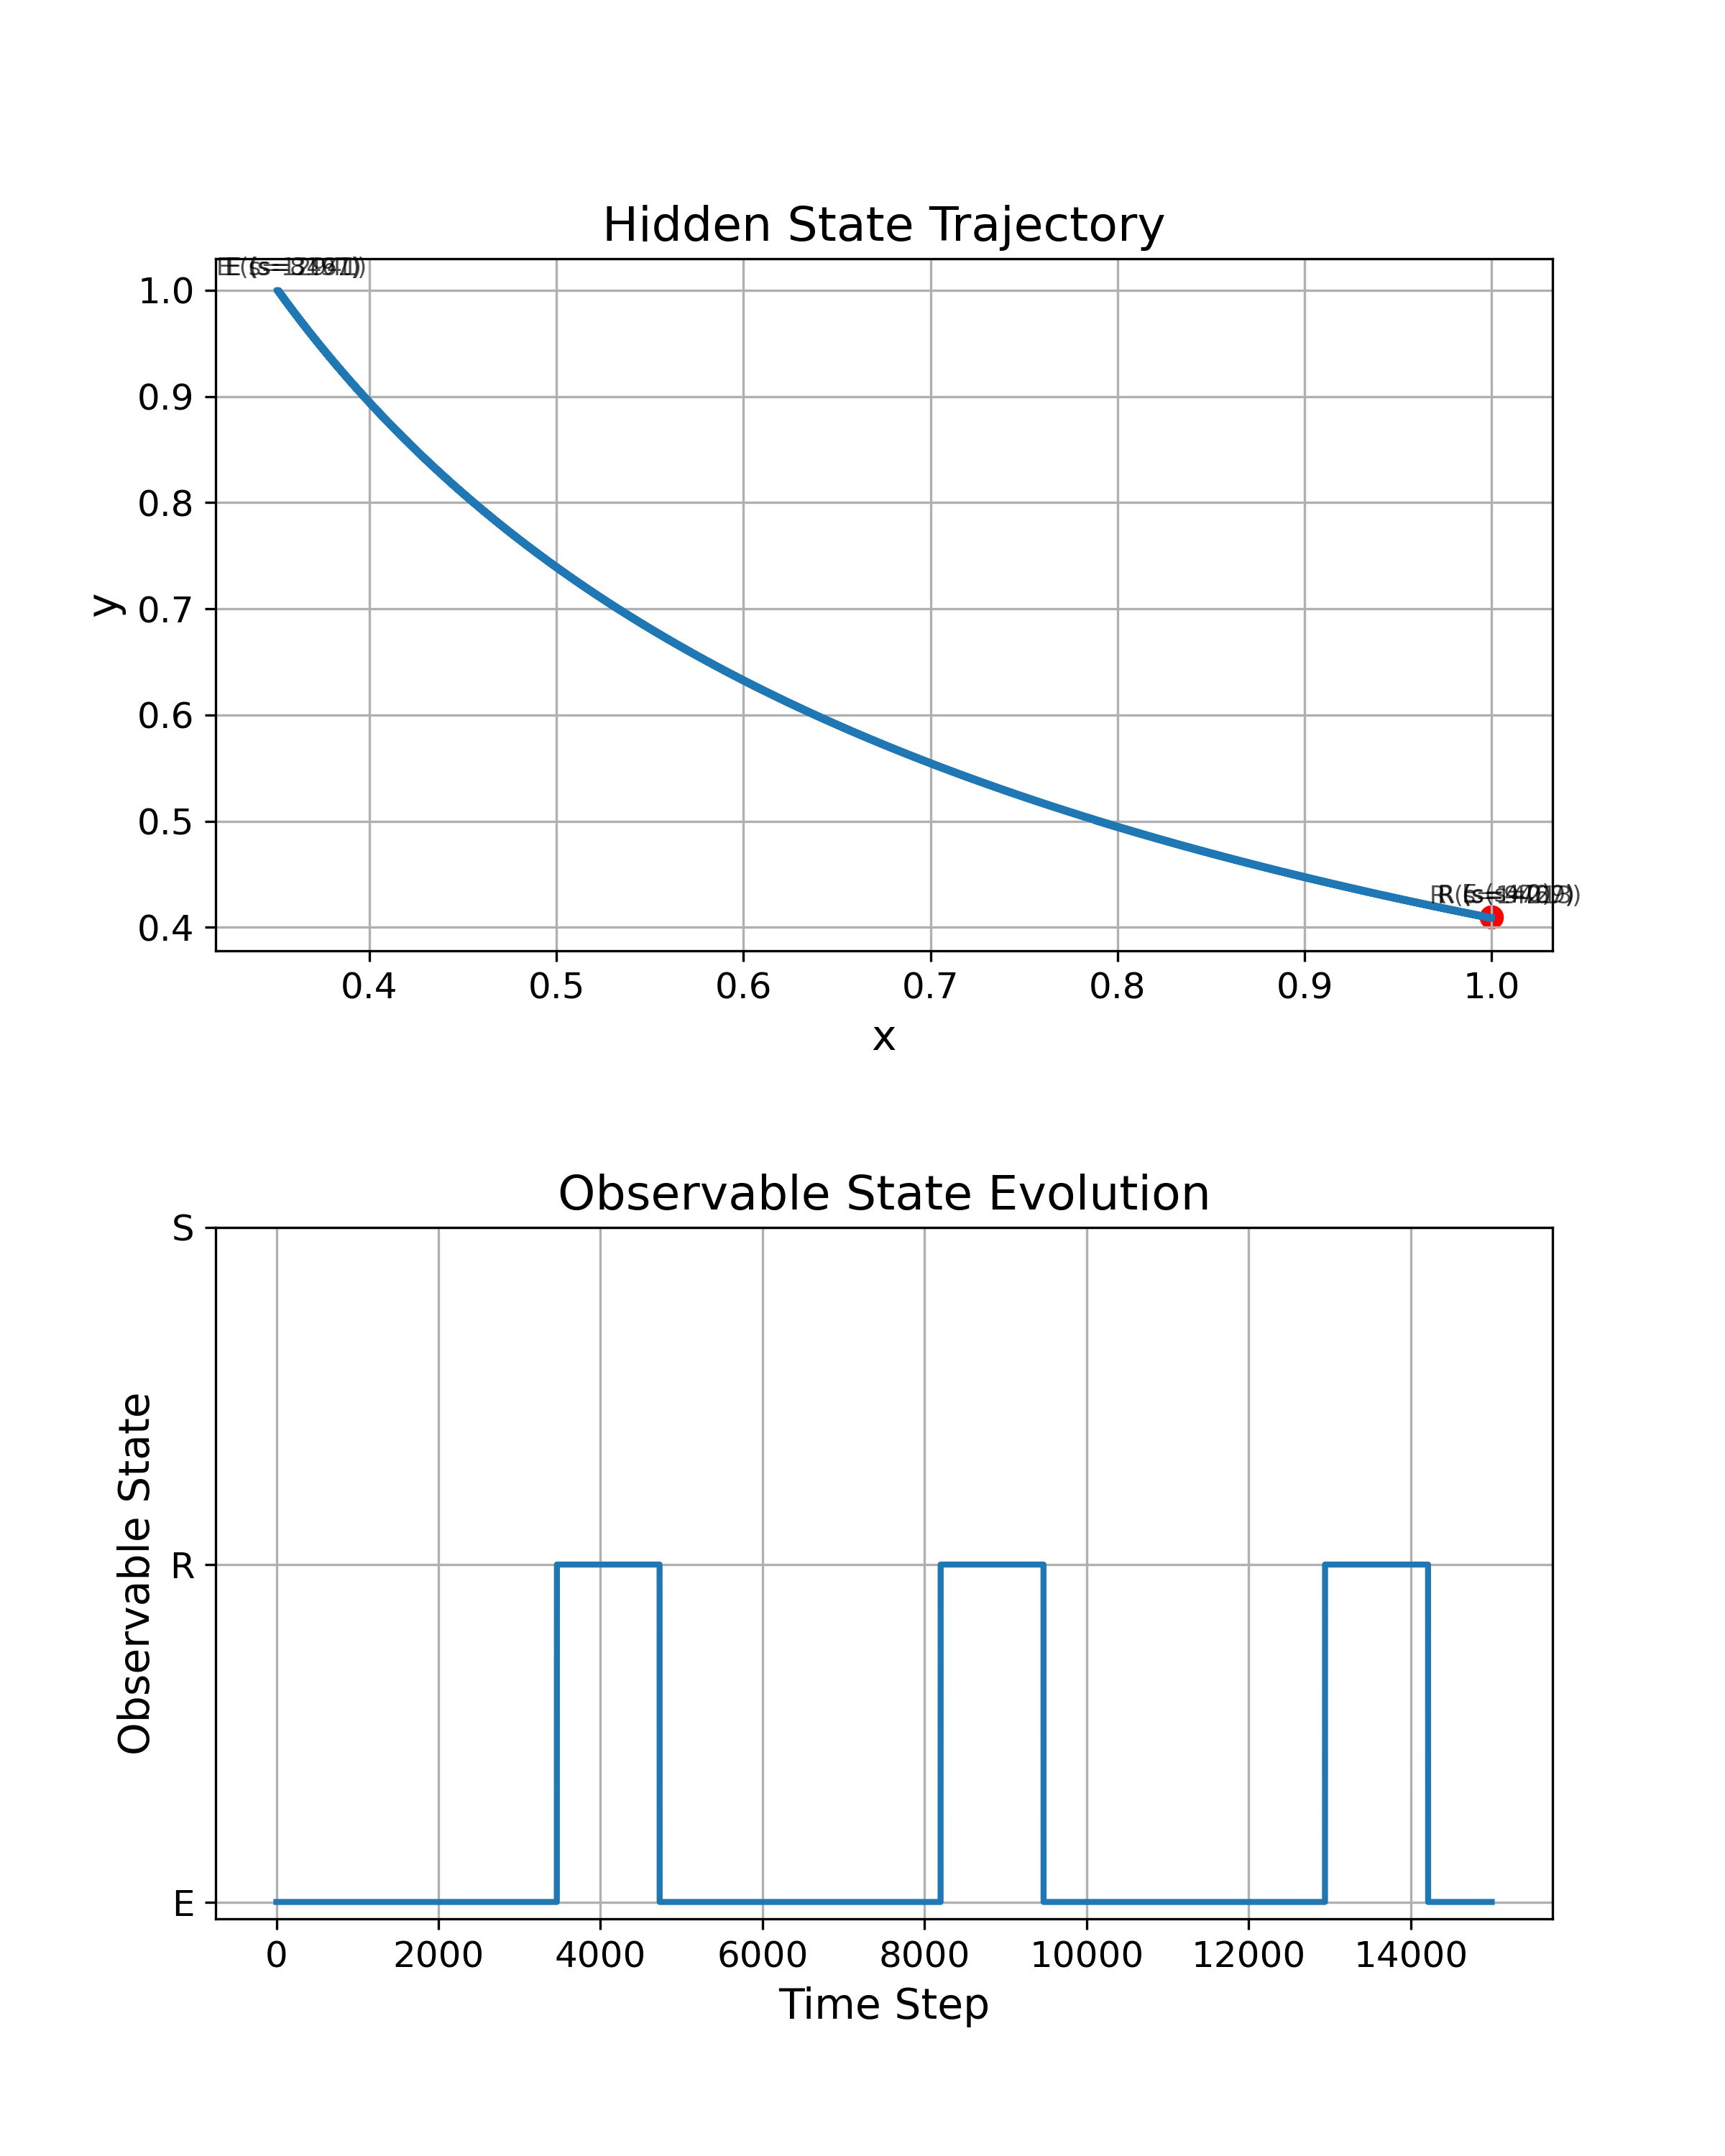 Hidden State Trajectory
1.0
0.9
0.8
0.7
0.6
0.5
0.4
y
0.4 0.5 0.6 0.7 0.8 0.9 1.0
x
Observable State Evolution
S
R
E
Observable State
0 2000 4000 6000 8000 10000 12000 14000
Time Step